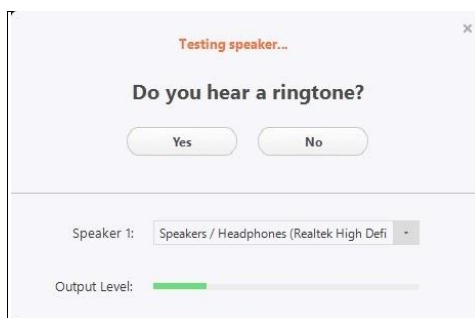 Testing speaker...
Do you hear a ringtone?
Yes No
Speaker 1: Speakers / Headphones (Realtek High Defi
Output Level: